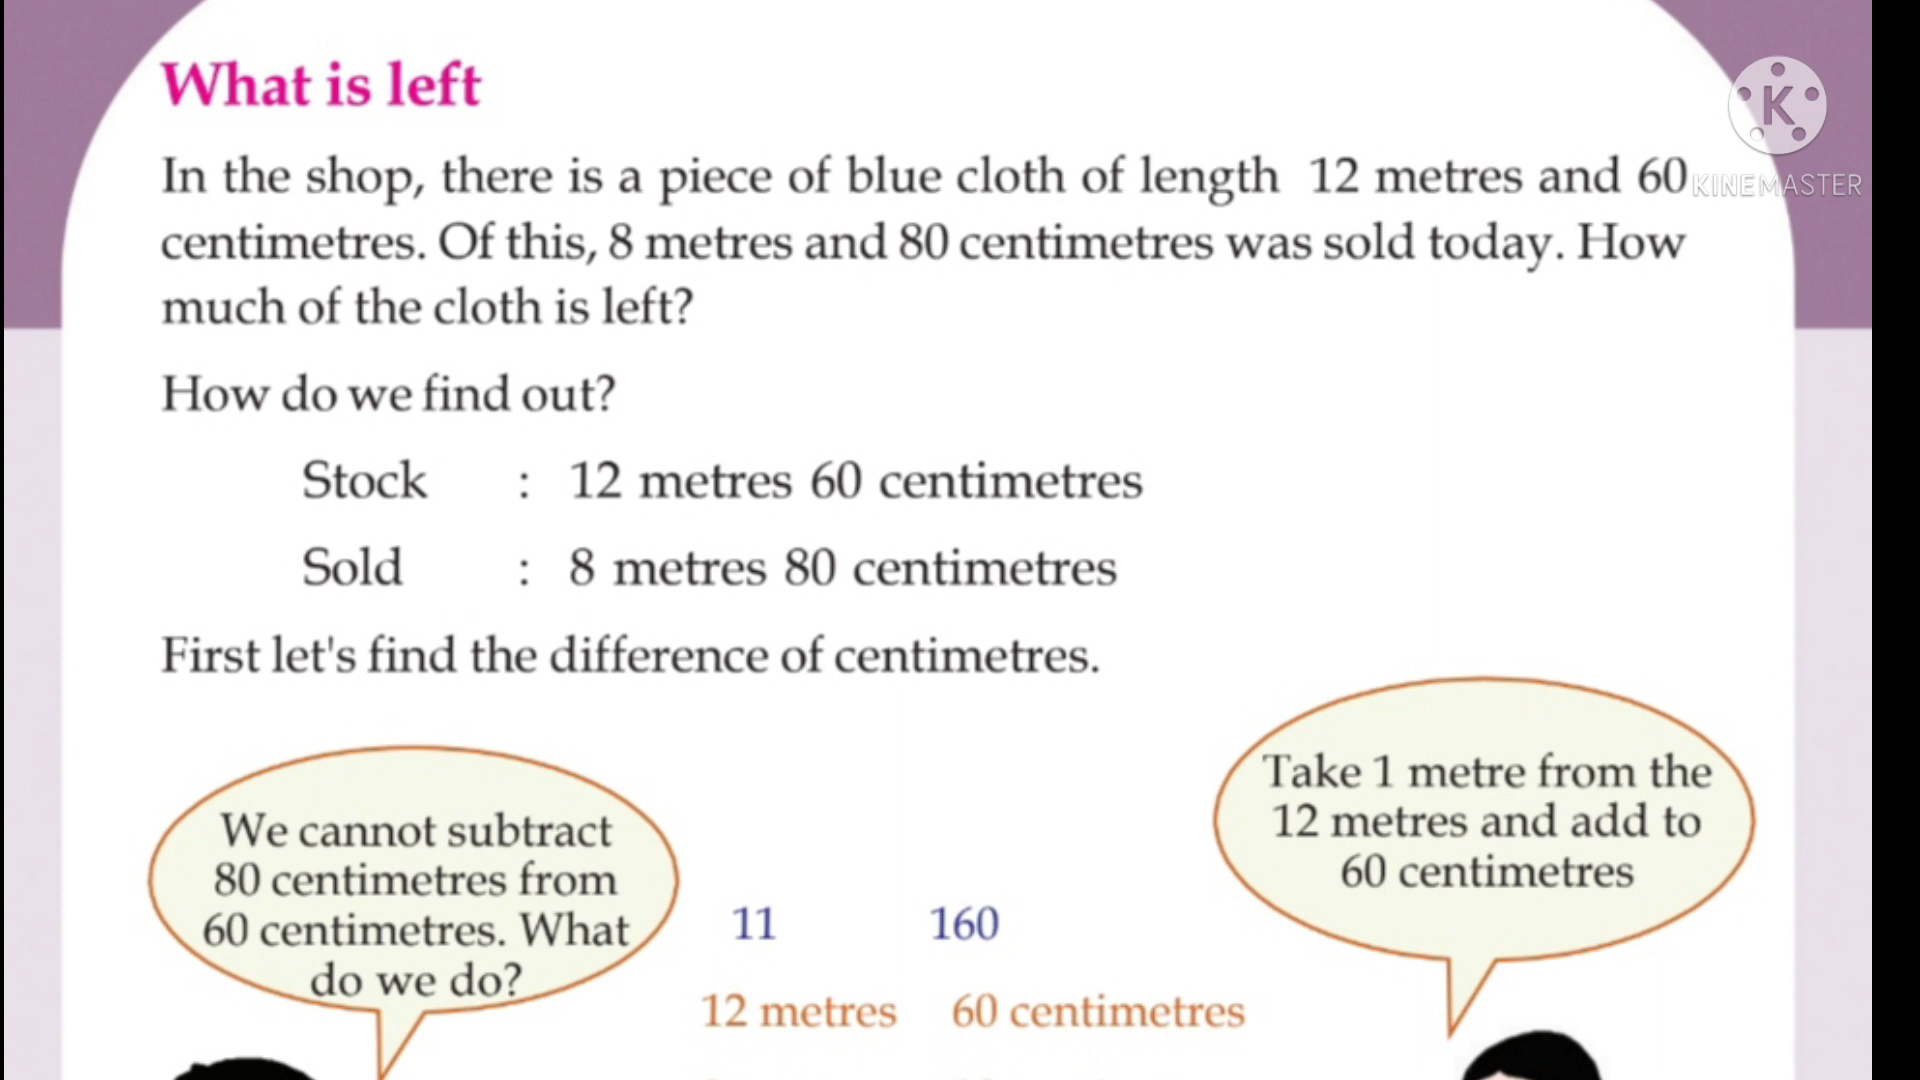 What is left
In the shop, there is a piece of blue cloth of length 12 metres and 60
centimetres. Of this, 8 metres and 80 centimetres was sold today. How
much of the cloth is left?
How do we find out?
Stock : 12 metres 60 centimetres
Sold : 8 metres 80 centimetres
First let's find the difference of centimetres.
We cannot subtract
80 centimetres from
60 centimetres. What
do we do?
Take 1 metre from the
12 metres and add to
60 centimetres
11 160
12 metres 60 centimetres
K
KINEMASTER